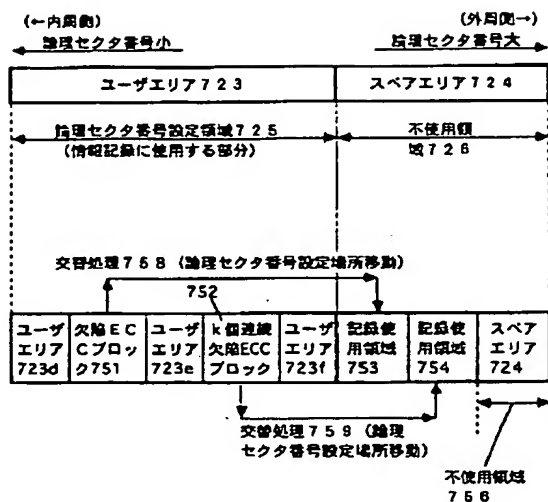 (←内周側)
(外周側→)
論理セクタ番号小
論理セクタ番号大
ユーザエリア723
スペアエリア724
論理セクタ番号設定領域725
(情報記録に使用する部分)
不使用領
域726
交替処理758 (論理セクタ番号設定場所移動)
752
ユーザ
エリア
723d
欠陥EC
Cブロッ
ク751
ユーザ
エリア
723e
k個連続
欠陥ECC
ブロック
ユーザ
エリア
723f
記録使
用領域
753
記録使
用領域
754
スペア
エリア
724
交替処理759 (論理
セクタ番号設定場所移動)
不使用領域
756